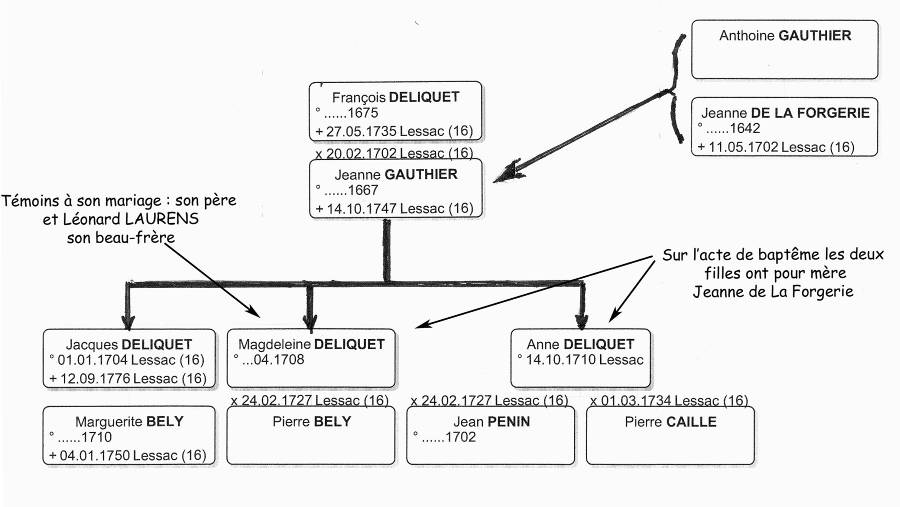 Anthoine GAUTHIER
François DELIQUET
° ......1675
+ 27.05.1735 Lessac (16)
x 20.02.1702 Lessac (16)
Jeanne GAUTHIER
° ......1667
+ 14.10.1747 Lessac (16)
Jeanne DE LA FORGERIE
° ......1642
+ 11.05.1702 Lessac (16)
Témoins à son mariage : son père
et Léonard LAURENS
son beau-frère
Sur l'acte de baptême les deux
filles ont pour mère
Jeanne de La Forgerie
Jacques DELIQUET
° 01.01.1704 Lessac (16)
+ 12.09.1776 Lessac (16)
Magdeleine DELIQUET
° ...04.1708
Anne DELIQUET
° 14.10.1710 Lessac
Marguerite BELY
° ......1710
+ 04.01.1750 Lessac (16)
x 24.02.1727 Lessac (16)
Pierre BELY
x 24.02.1727 Lessac (16)
Jean PENIN
° ......1702
x 01.03.1734 Lessac (16)
Pierre CAILLE